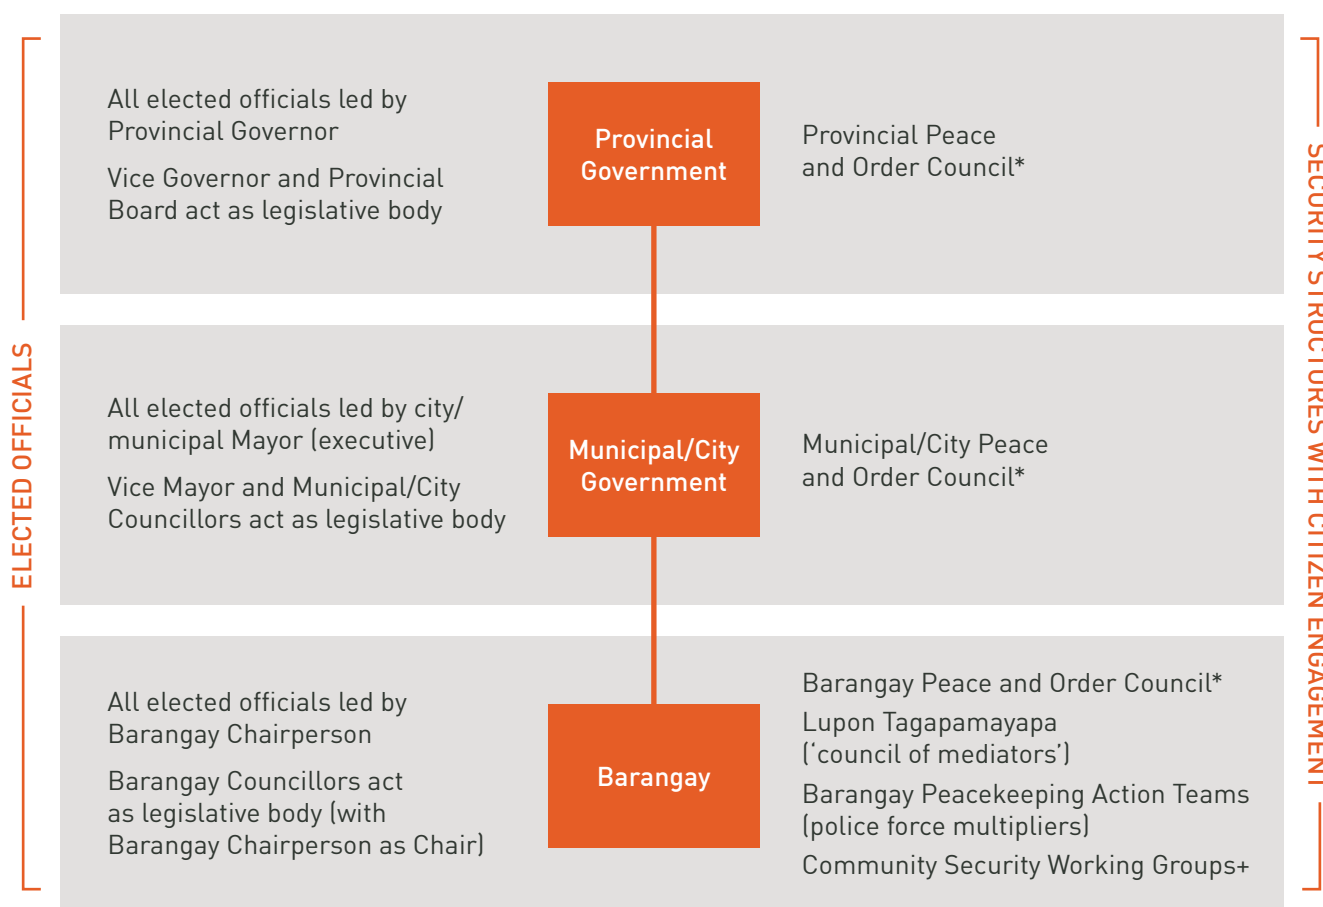 ELECTED OFFICIALS
All elected officials led by
Provincial Governor
Vice Governor and Provincial
Board act as legislative body
Provincial
Government
Provincial Peace
and Order Council*
All elected officials led by city/
municipal Mayor (executive)
Vice Mayor and Municipal/City
Councillors act as legislative body
Municipal/City
Government
Municipal/City Peace
and Order Council*
All elected officials led by
Barangay Chairperson
Barangay Councillors act
as legislative body (with
Barangay Chairperson as Chair)
Barangay
Barangay Peace and Order Council*
Lupon Tagapamayapa
(‘council of mediators’)
Barangay Peacekeeping Action Teams
(police force multipliers)
Community Security Working Groups+
SECURITY STRUCTURES WITH CITIZEN ENGAGEMENT